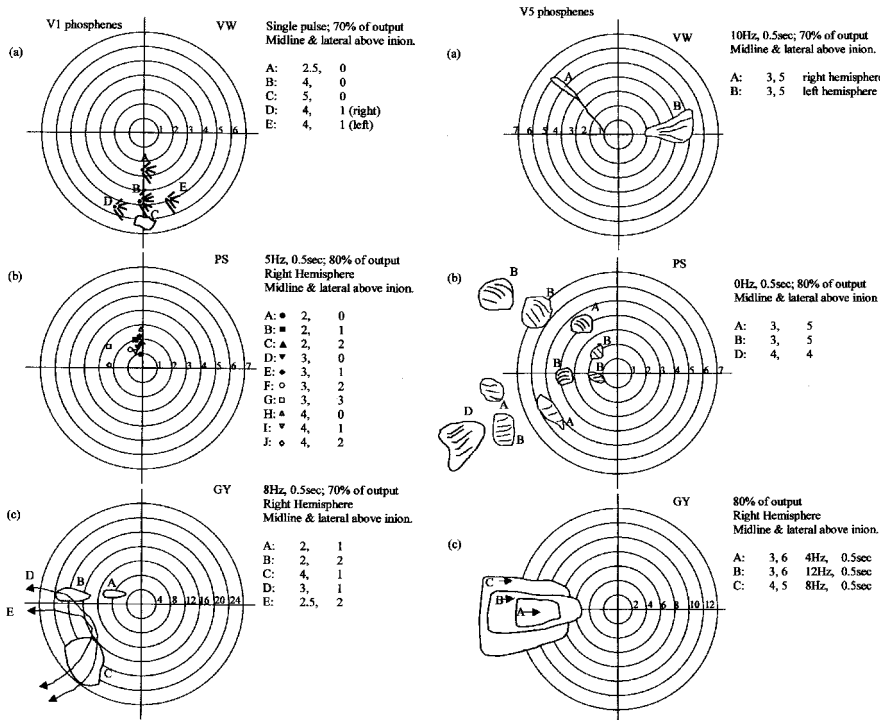 V1 phosphenes
(a)
VW
Single pulse; 70% of output
Midline & lateral above inion.
A: 2.5, 0
B: 4, 0
C: 5, 0
D: 4, 1 (right)
E: 4, 1 (left)
1 2 3 4 5 6
A
B
C
D
E
(b)
PS
5Hz, 0.5sec; 80% of output
Right Hemisphere
Midline & lateral above inion.
A: 2, 0
B: 2, 1
C: 2, 2
D: 3, 0
E: 3, 1
F: 3, 2
G: 3, 3
H: 4, 0
I: 4, 1
J: 4, 2
1 2 3 4 5 6 7
(c)
GY
8Hz, 0.5sec; 70% of output
Right Hemisphere
Midline & lateral above inion.
A: 2, 1
B: 2, 2
C: 4, 1
D: 3, 1
E: 2.5, 2
4 8 12 16 20 24
D
B
A
E
C
V5 phosphenes
(a)
VW
10Hz, 0.5sec; 70% of output
Midline & lateral above inion.
A: 3, 5 right hemisphere
B: 3, 5 left hemisphere
7 6 5 4 3 2 1
A
B
(b)
PS
0Hz, 0.5sec; 80% of output
Midline & lateral above inion
A: 3, 5
B: 3, 5
D: 4, 4
1 2 3 4 5 6 7
B
B
A
B
B
A
A
D
B
(c)
GY
80% of output
Right Hemisphere
Midline & lateral above inion.
A: 3, 6 4Hz, 0.5sec
B: 3, 6 12Hz, 0.5sec
C: 4, 5 8Hz, 0.5sec
2 4 6 8 10 12
C
B
A